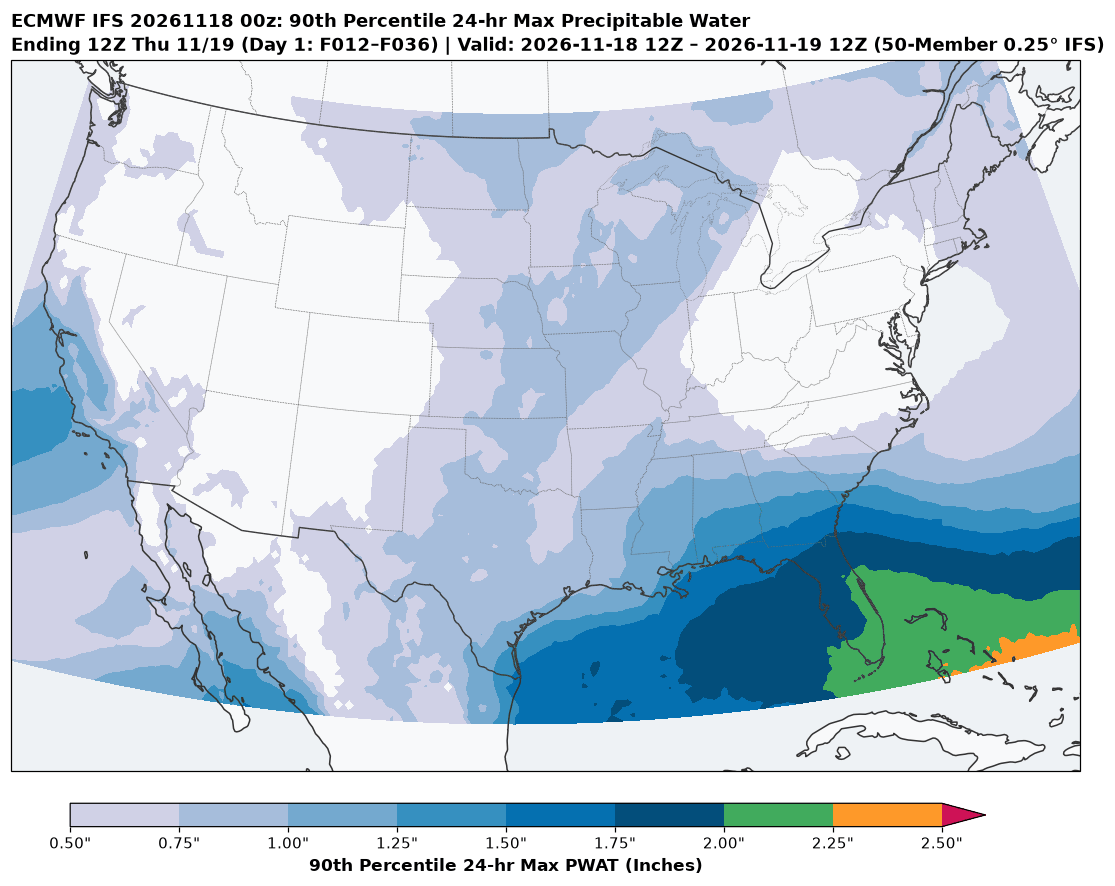 ECMWF IFS 20261118 00z: 90th Percentile 24-hr Max Precipitable Water
Ending 12Z Thu 11/19 (Day 1: F012–F036) | Valid: 2026-11-18 12Z – 2026-11-19 12Z (50-Member 0.25° IFS)
0.50" 0.75" 1.00" 1.25" 1.50" 1.75" 2.00" 2.25" 2.50"
90th Percentile 24-hr Max PWAT (Inches)